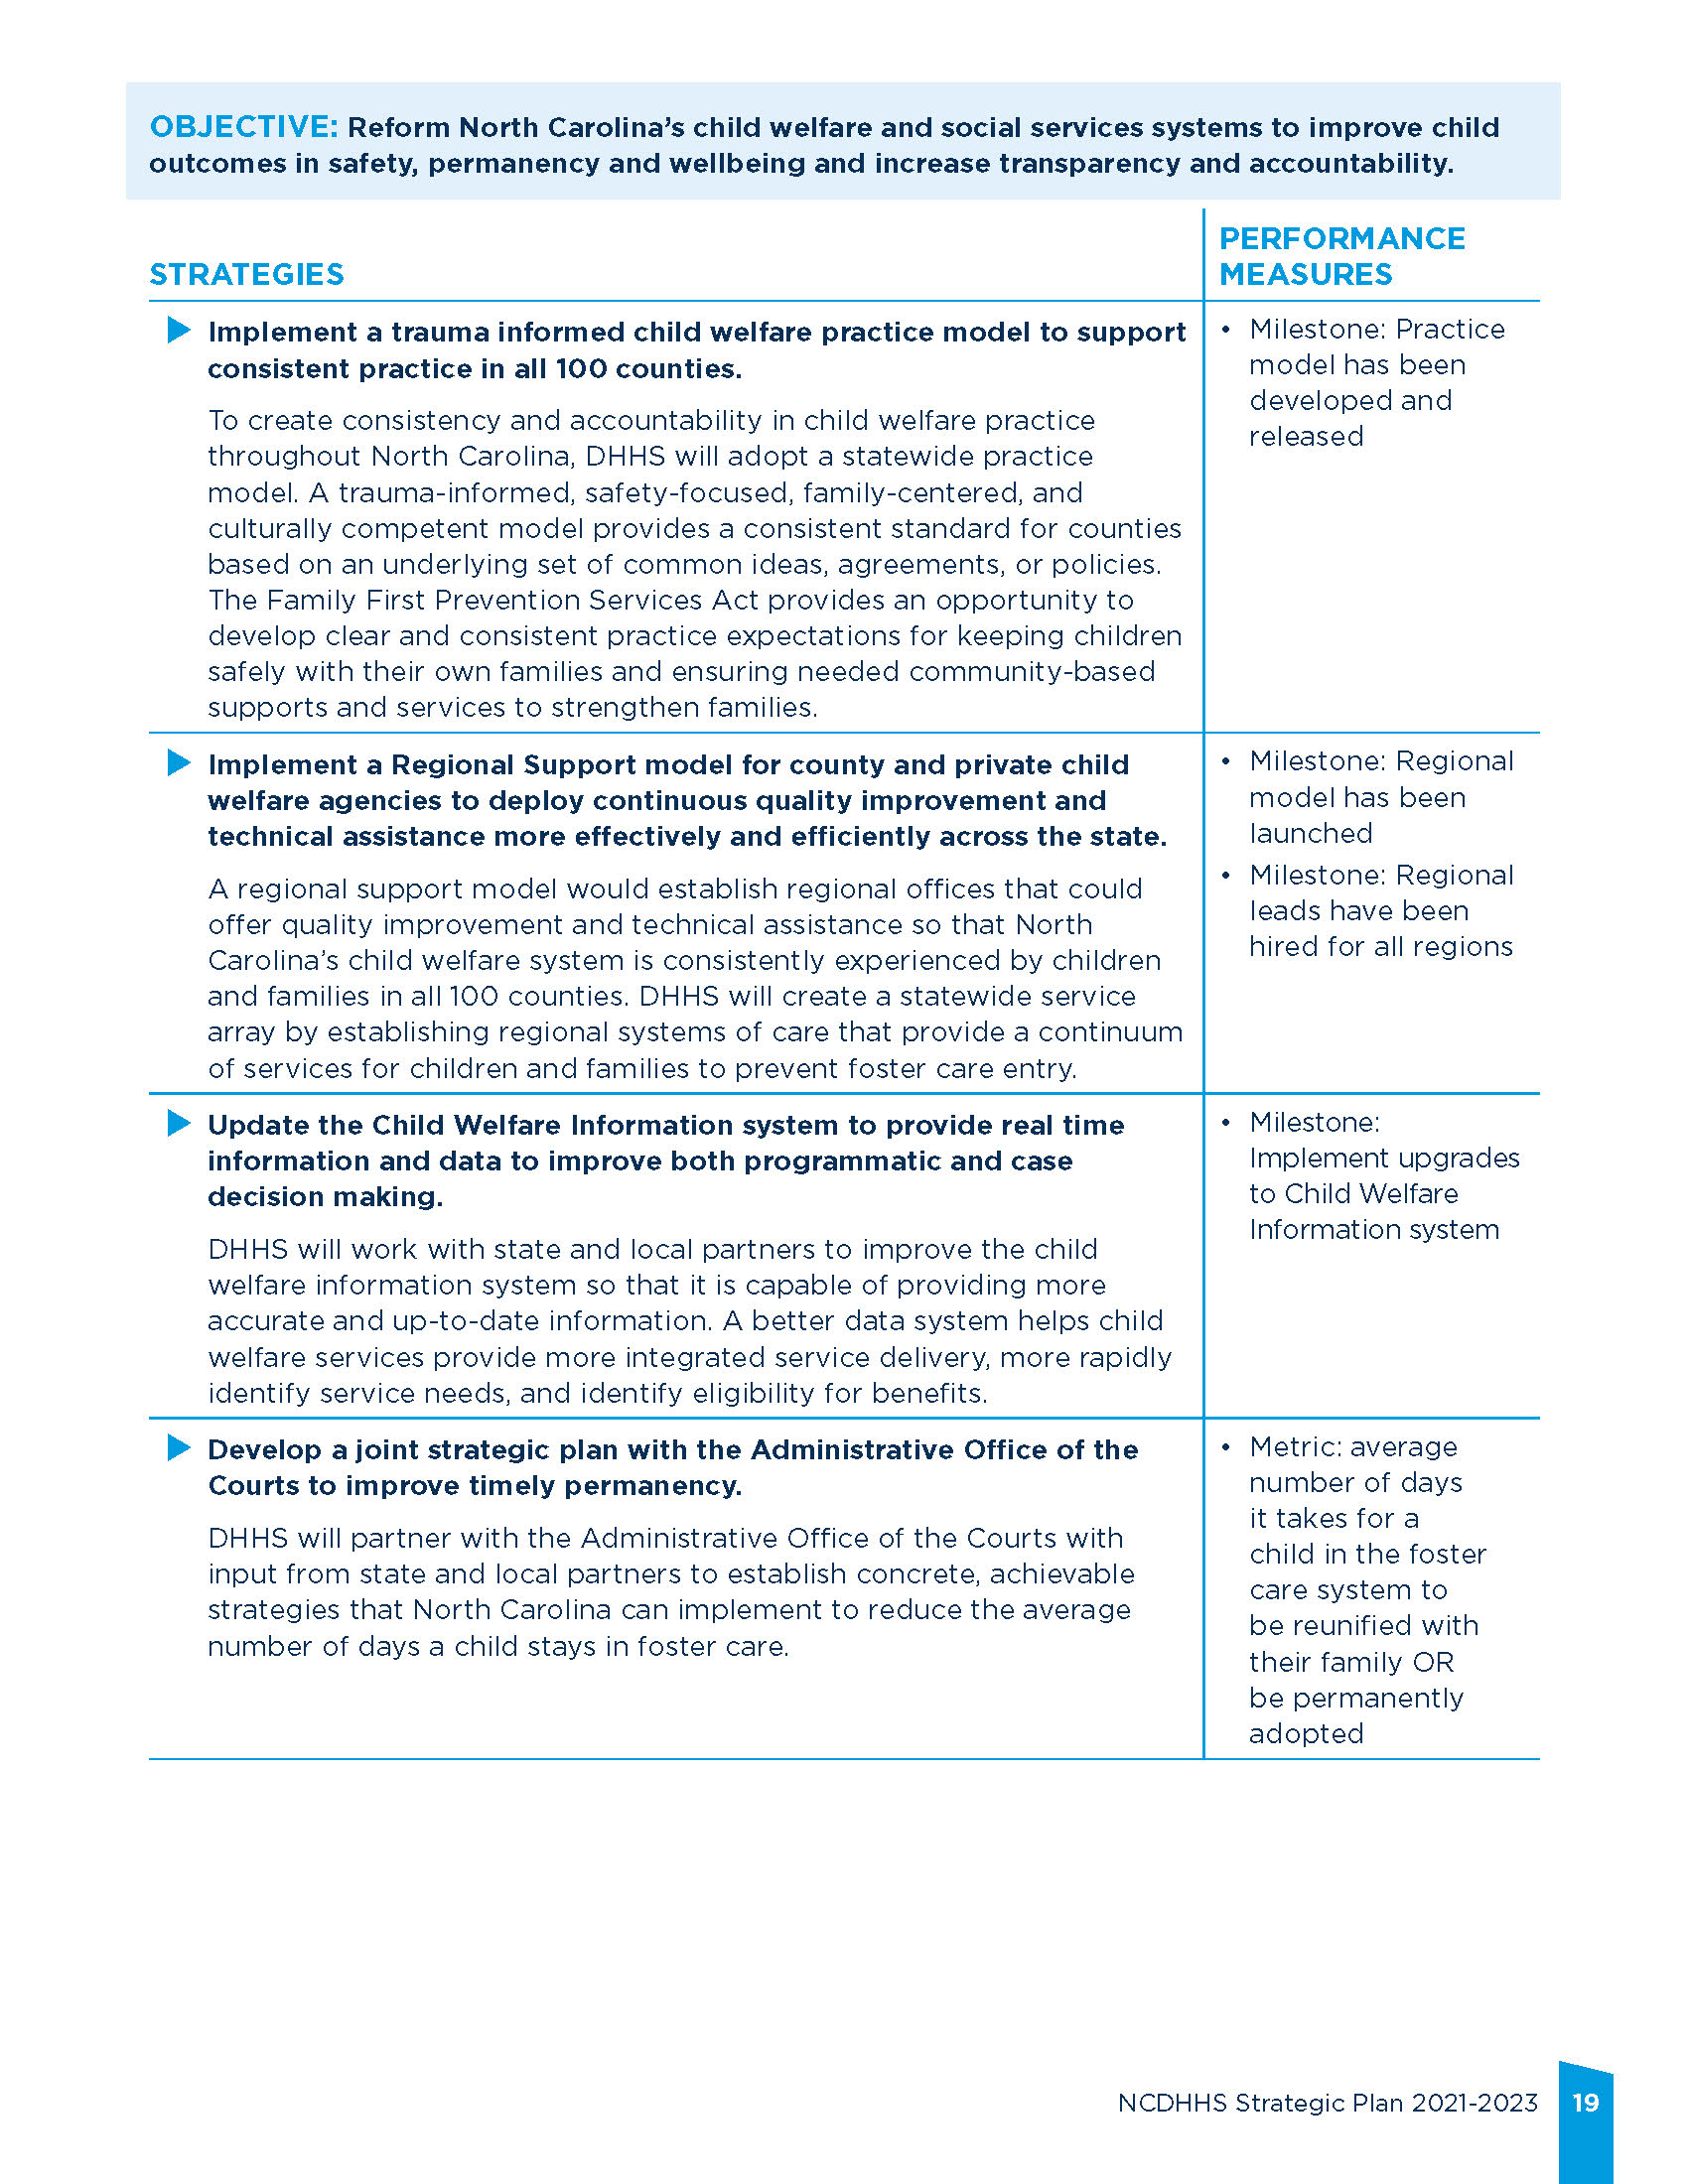 OBJECTIVE: Reform North Carolina’s child welfare and social services systems to improve child
outcomes in safety, permanency and wellbeing and increase transparency and accountability.
STRATEGIES
PERFORMANCE
MEASURES
Implement a trauma informed child welfare practice model to support
consistent practice in all 100 counties.
To create consistency and accountability in child welfare practice
throughout North Carolina, DHHS will adopt a statewide practice
model. A trauma-informed, safety-focused, family-centered, and
culturally competent model provides a consistent standard for counties
based on an underlying set of common ideas, agreements, or policies.
The Family First Prevention Services Act provides an opportunity to
develop clear and consistent practice expectations for keeping children
safely with their own families and ensuring needed community-based
supports and services to strengthen families.
• Milestone: Practice
model has been
developed and
released
Implement a Regional Support model for county and private child
welfare agencies to deploy continuous quality improvement and
technical assistance more effectively and efficiently across the state.
A regional support model would establish regional offices that could
offer quality improvement and technical assistance so that North
Carolina’s child welfare system is consistently experienced by children
and families in all 100 counties. DHHS will create a statewide service
array by establishing regional systems of care that provide a continuum
of services for children and families to prevent foster care entry.
• Milestone: Regional
model has been
launched
• Milestone: Regional
leads have been
hired for all regions
Update the Child Welfare Information system to provide real time
information and data to improve both programmatic and case
decision making.
DHHS will work with state and local partners to improve the child
welfare information system so that it is capable of providing more
accurate and up-to-date information. A better data system helps child
welfare services provide more integrated service delivery, more rapidly
identify service needs, and identify eligibility for benefits.
• Milestone:
Implement upgrades
to Child Welfare
Information system
Develop a joint strategic plan with the Administrative Office of the
Courts to improve timely permanency.
DHHS will partner with the Administrative Office of the Courts with
input from state and local partners to establish concrete, achievable
strategies that North Carolina can implement to reduce the average
number of days a child stays in foster care.
• Metric: average
number of days
it takes for a
child in the foster
care system to
be reunified with
their family OR
be permanently
adopted
NCDHHS Strategic Plan 2021-2023
19